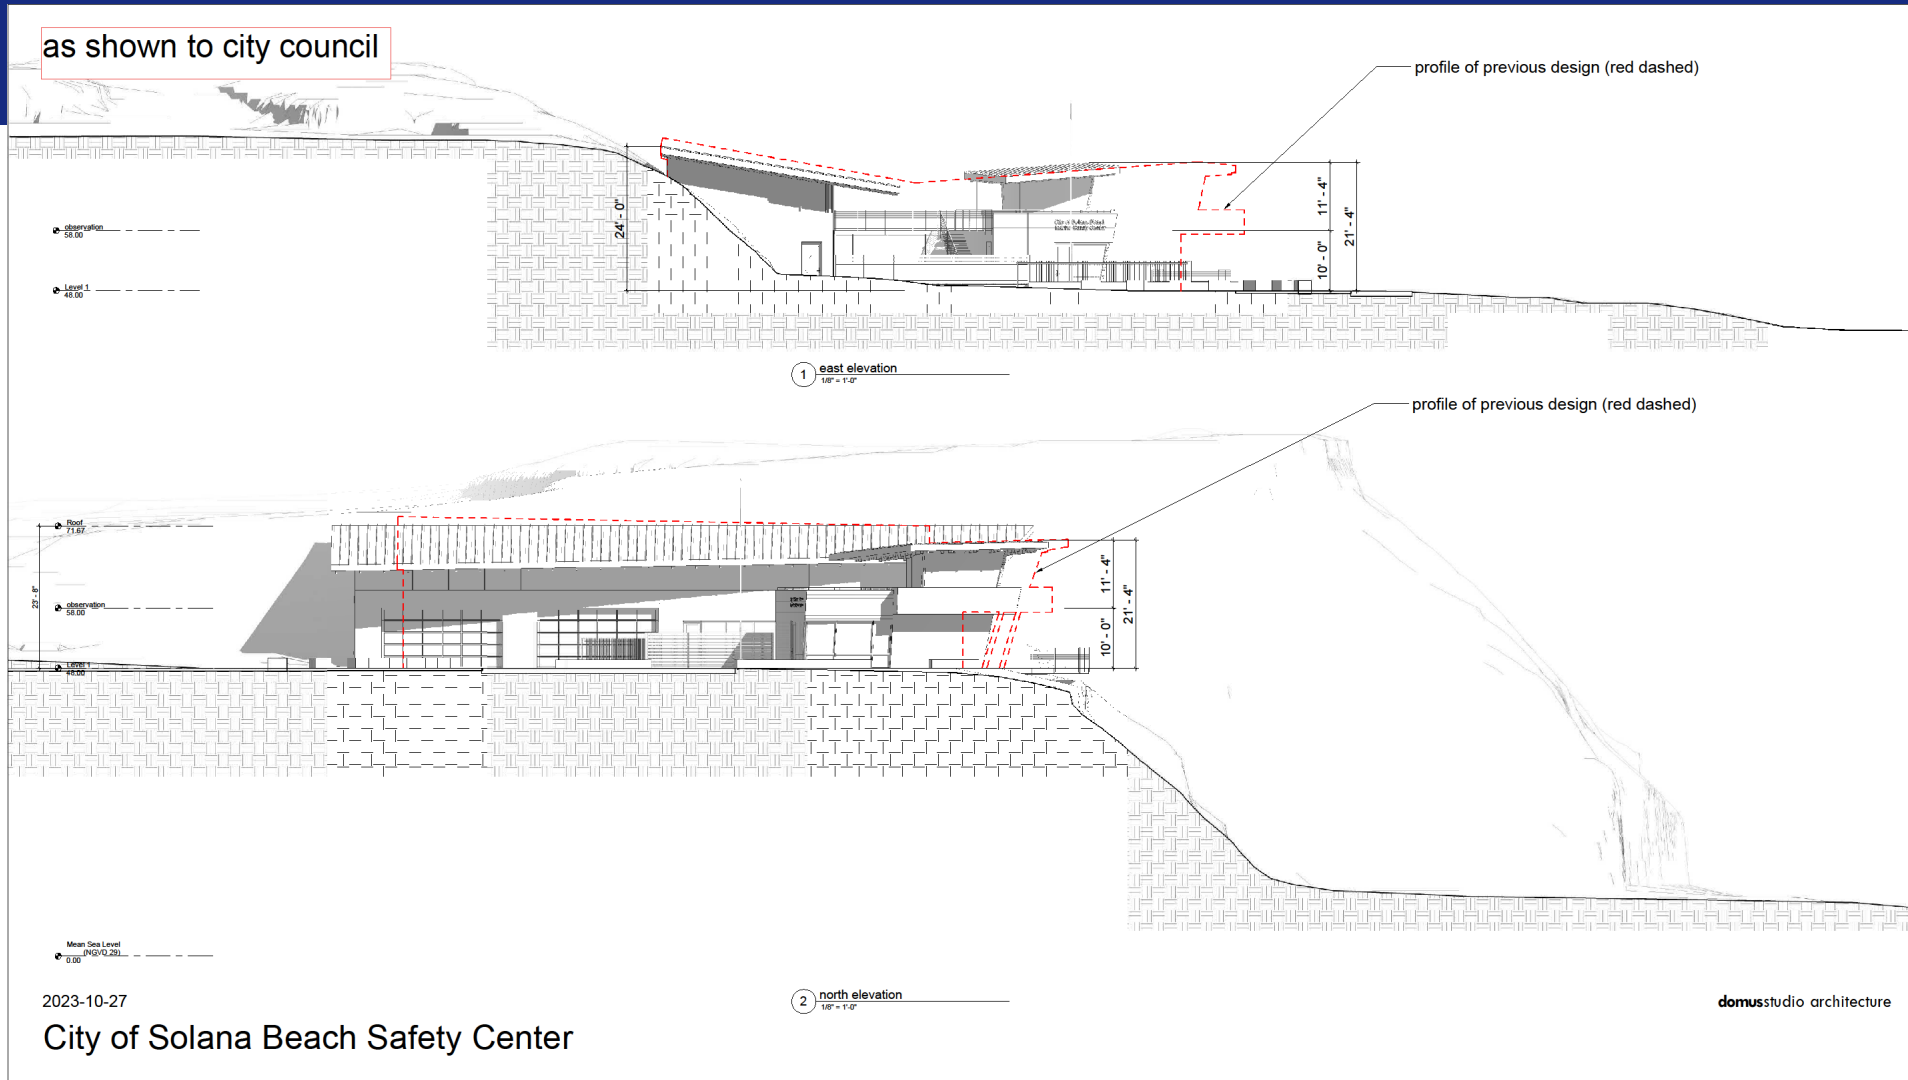 as shown to city council
profile of previous design (red dashed)
24' - 0"
11' - 4"
21' - 4"
10' - 0"
observation
58.00
Level 1
48.00
1
east elevation
1/8" = 1'-0"
profile of previous design (red dashed)
Roof
71.67
23' - 8"
observation
58.00
Level 1
48.00
11' - 4"
21' - 4"
10' - 0"
Mean Sea Level
(NGVD 29)
0.00
2023-10-27
2
north elevation
1/8" = 1'-0"
domusstudio architecture
City of Solana Beach Safety Center